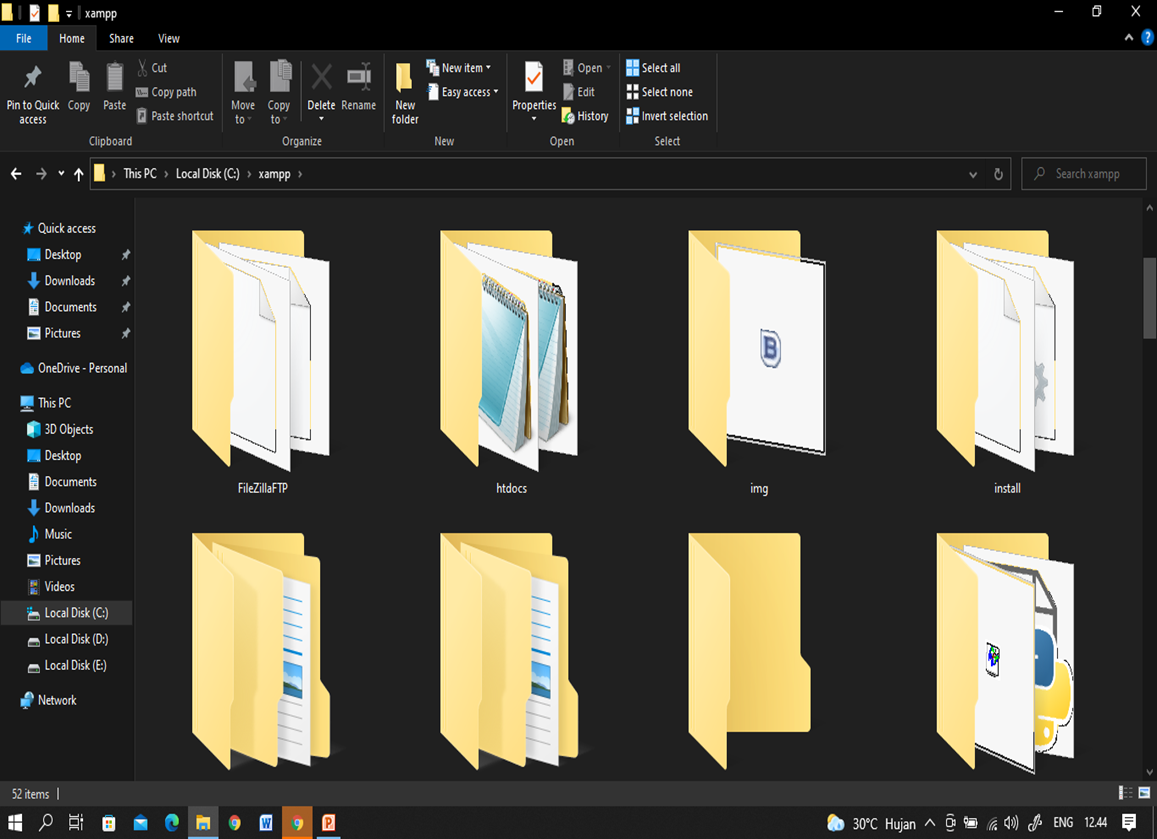 xampp
File Home Share View
Pin to Quick access
Copy
Paste
Cut
Copy path
Paste shortcut
Clipboard
Move to
Copy to
Delete
Rename
Organize
New folder
New item
Easy access
New
Properties
Open
Edit
History
Open
Select all
Select none
Invert selection
Select
This PC > Local Disk (C:) > xampp >
Search xampp
Quick access
Desktop
Downloads
Documents
Pictures
OneDrive - Personal
This PC
3D Objects
Desktop
Documents
Downloads
Music
Pictures
Videos
Local Disk (C:)
Local Disk (D:)
Local Disk (E:)
Network
B
FileZillaFTP htdocs img install
52 items
30°C Hujan ENG 12.44